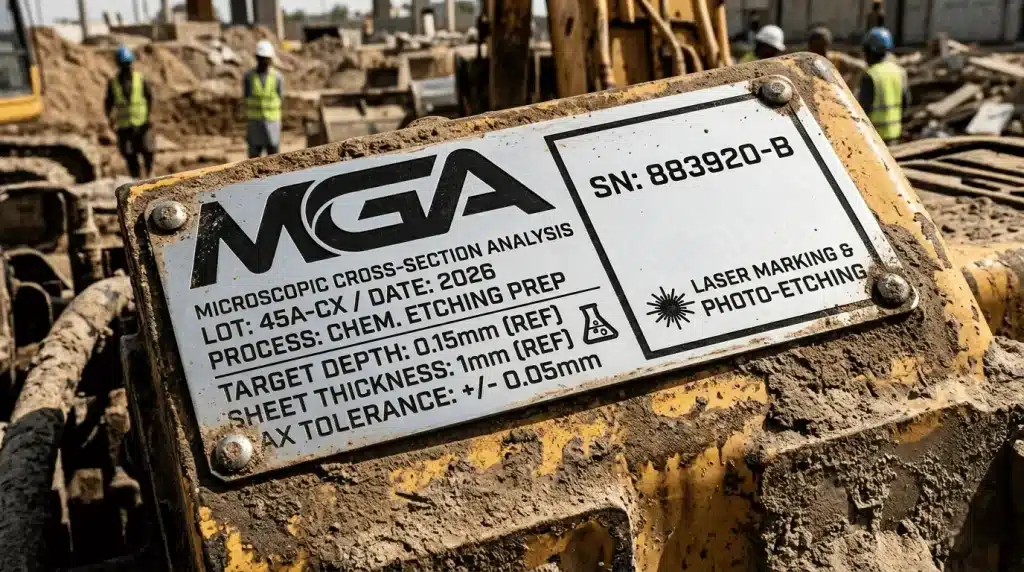 MGA
MICROSCOPIC CROSS-SECTION ANALYSIS
LOT: 45A-CX / DATE: 2026
PROCESS: CHEM. ETCHING PREP
TARGET DEPTH: 0.15mm (REF)
SHEET THICKNESS: 1mm (REF)
AX TOLERANCE: +/- 0.05mm
SN: 883920-B
LASER MARKING &
PHOTO-ETCHING